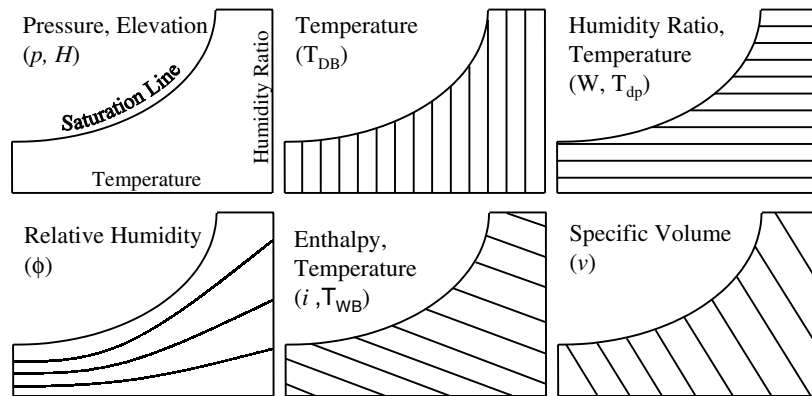 Pressure, Elevation
(p, H)
Saturation Line
Humidity Ratio
Temperature
Temperature
(T_DB)
Humidity Ratio,
Temperature
(W, T_dp)
Relative Humidity
(ϕ)
Enthalpy,
Temperature
(i ,T_WB)
Specific Volume
(v)